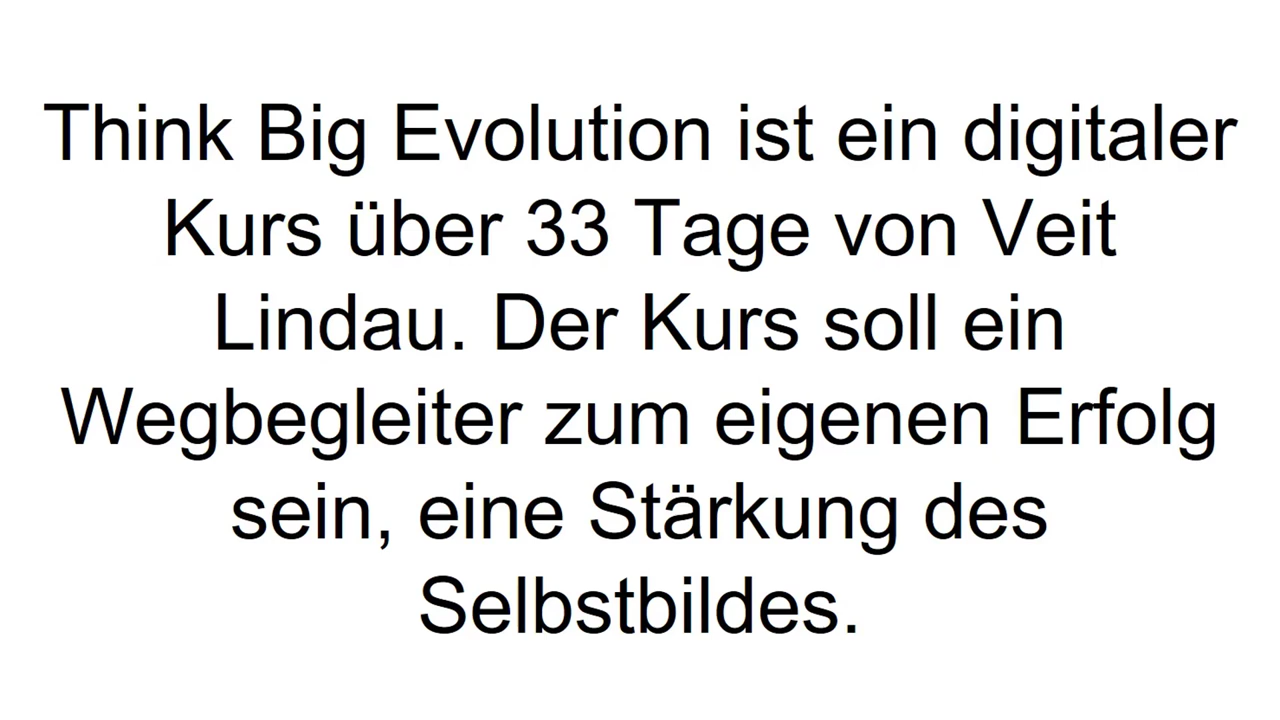 Think Big Evolution ist ein digitaler
Kurs über 33 Tage von Veit
Lindau. Der Kurs soll ein
Wegbegleiter zum eigenen Erfolg
sein, eine Stärkung des
Selbstbildes.